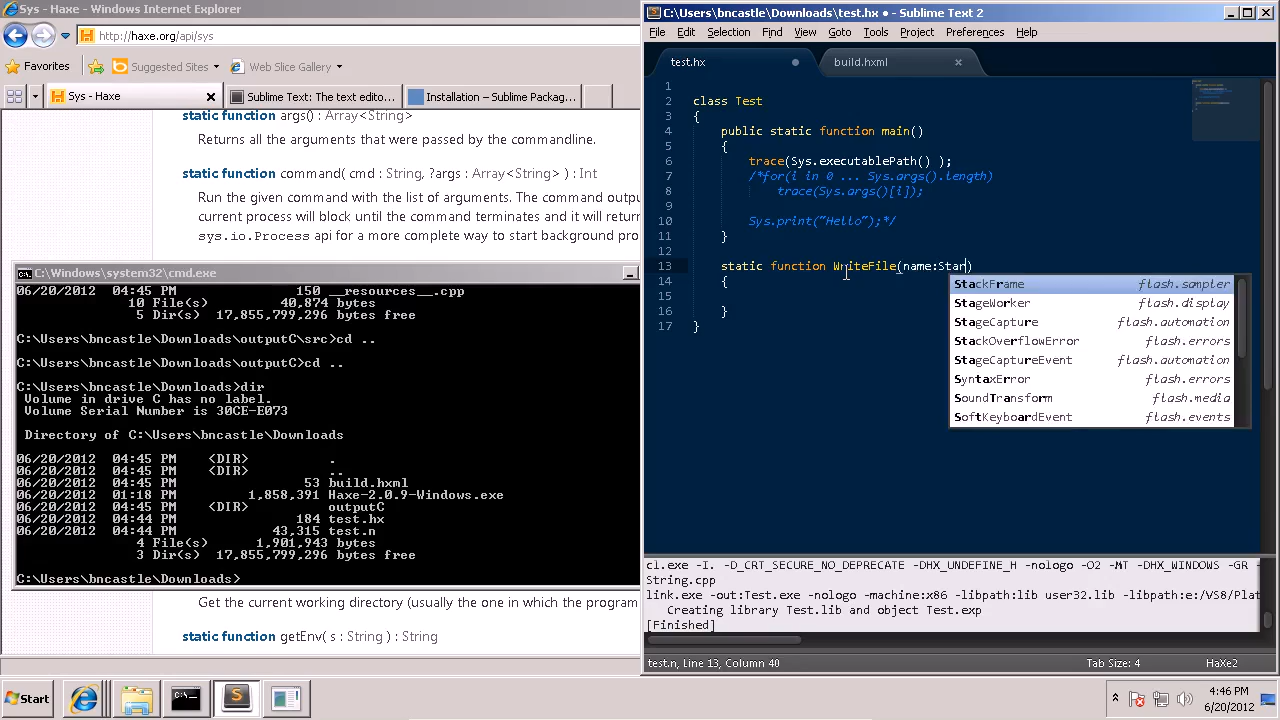 Sys - Haxe - Windows Internet Explorer
http://haxe.org/api/sys
Favorites
Suggested Sites
Web Slice Gallery
Sys - Haxe
Sublime Text: The text edito...
Installation – Sublime Packag...
static function args() : Array<String>
Returns all the arguments that were passed by the commandline.
static function command( cmd : String, ?args : Array<String> ) : Int
Run the given command with the list of arguments. The command outpu
current process will block until the command terminates and it will return
sys.io.Process api for a more complete way to start background pro
C:\Windows\system32\cmd.exe
06/20/2012 04:45 PM 150 __resources__.cpp
10 File(s) 40,874 bytes
5 Dir(s) 17,855,799,296 bytes free
C:\Users\bncastle\Downloads\outputC\src>cd ..
C:\Users\bncastle\Downloads\outputC>cd ..
C:\Users\bncastle\Downloads>dir
Volume in drive C has no label.
Volume Serial Number is 30CE-E073
Directory of C:\Users\bncastle\Downloads
06/20/2012 04:45 PM <DIR> .
06/20/2012 04:45 PM <DIR> ..
06/20/2012 04:45 PM 53 build.hxml
06/20/2012 01:18 PM 1,858,391 Haxe-2.0.9-Windows.exe
06/20/2012 04:45 PM <DIR> outputC
06/20/2012 04:44 PM 184 test.hx
06/20/2012 04:44 PM 43,315 test.n
4 File(s) 1,901,943 bytes
3 Dir(s) 17,855,799,296 bytes free
C:\Users\bncastle\Downloads>
Get the current working directory (usually the one in which the program
static function getEnv( s : String ) : String
C:\Users\bncastle\Downloads\test.hx • - Sublime Text 2
File Edit Selection Find View Goto Tools Project Preferences Help
test.hx
build.hxml
1
2 class Test
3 {
4 public static function main()
5 {
6 trace(Sys.executablePath() );
7 /*for(i in 0 ... Sys.args().length)
8 trace(Sys.args()[i]);
9
10 Sys.print("Hello");*/
11 }
12
13 static function WriteFile(name:Star)
14 {
15
16 }
17 }
StackFrame flash.sampler
StageWorker flash.display
StageCapture flash.automation
StackOverflowError flash.errors
StageCaptureEvent flash.automation
SyntaxError flash.errors
SoundTransform flash.media
SoftKeyboardEvent flash.events
cl.exe -I. -D_CRT_SECURE_NO_DEPRECATE -DHX_UNDEFINE_H -nologo -O2 -MT -DHX_WINDOWS -GR -
String.cpp
link.exe -out:Test.exe -nologo -machine:x86 -libpath:lib user32.lib -libpath:e:/VS8/Plat
Creating library Test.lib and object Test.exp
[Finished]
test.n, Line 13, Column 40
Tab Size: 4
HaXe2
Start
4:46 PM
6/20/2012